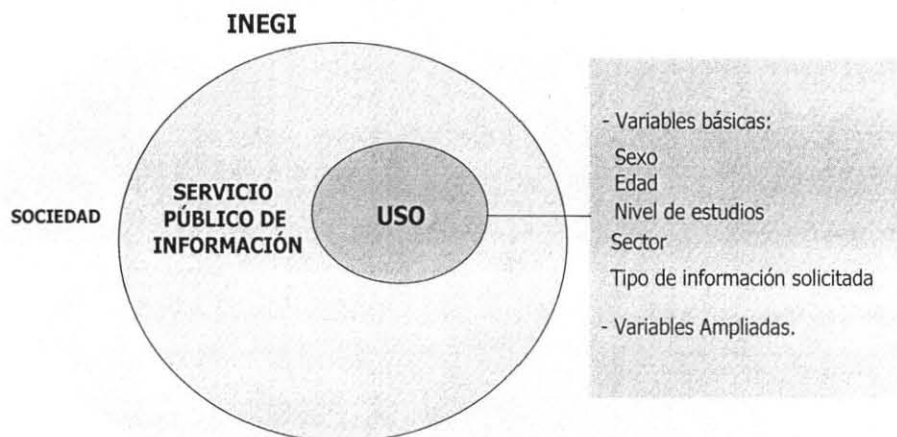 INEGI
SOCIEDAD
SERVICIO
PÚBLICO DE
INFORMACIÓN
USO
- Variables básicas:
Sexo
Edad
Nivel de estudios
Sector
Tipo de información solicitada
- Variables Ampliadas.